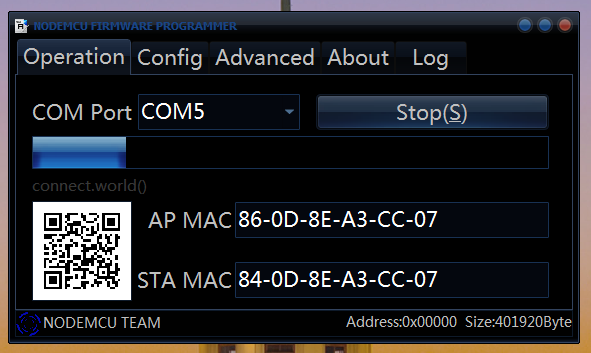 NODEMCU FIRMWARE PROGRAMMER
Operation Config Advanced About Log
COM Port COM5 Stop(S)
connect.world()
AP MAC 86-0D-8E-A3-CC-07
STA MAC 84-0D-8E-A3-CC-07
NODEMCU TEAM Address:0x00000 Size:401920Byte